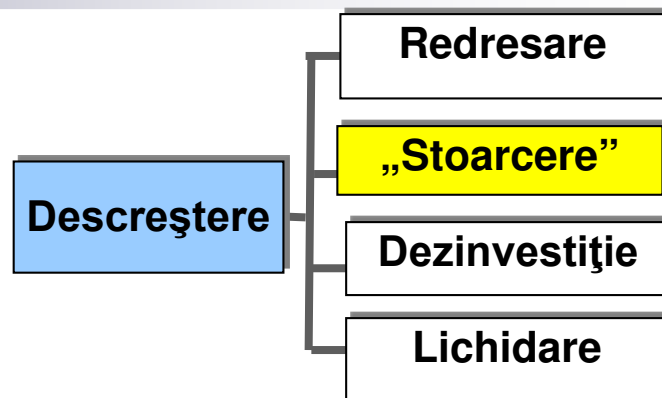 Redresare
„Stoarcere”
Descreştere
Dezinvestiţie
Lichidare